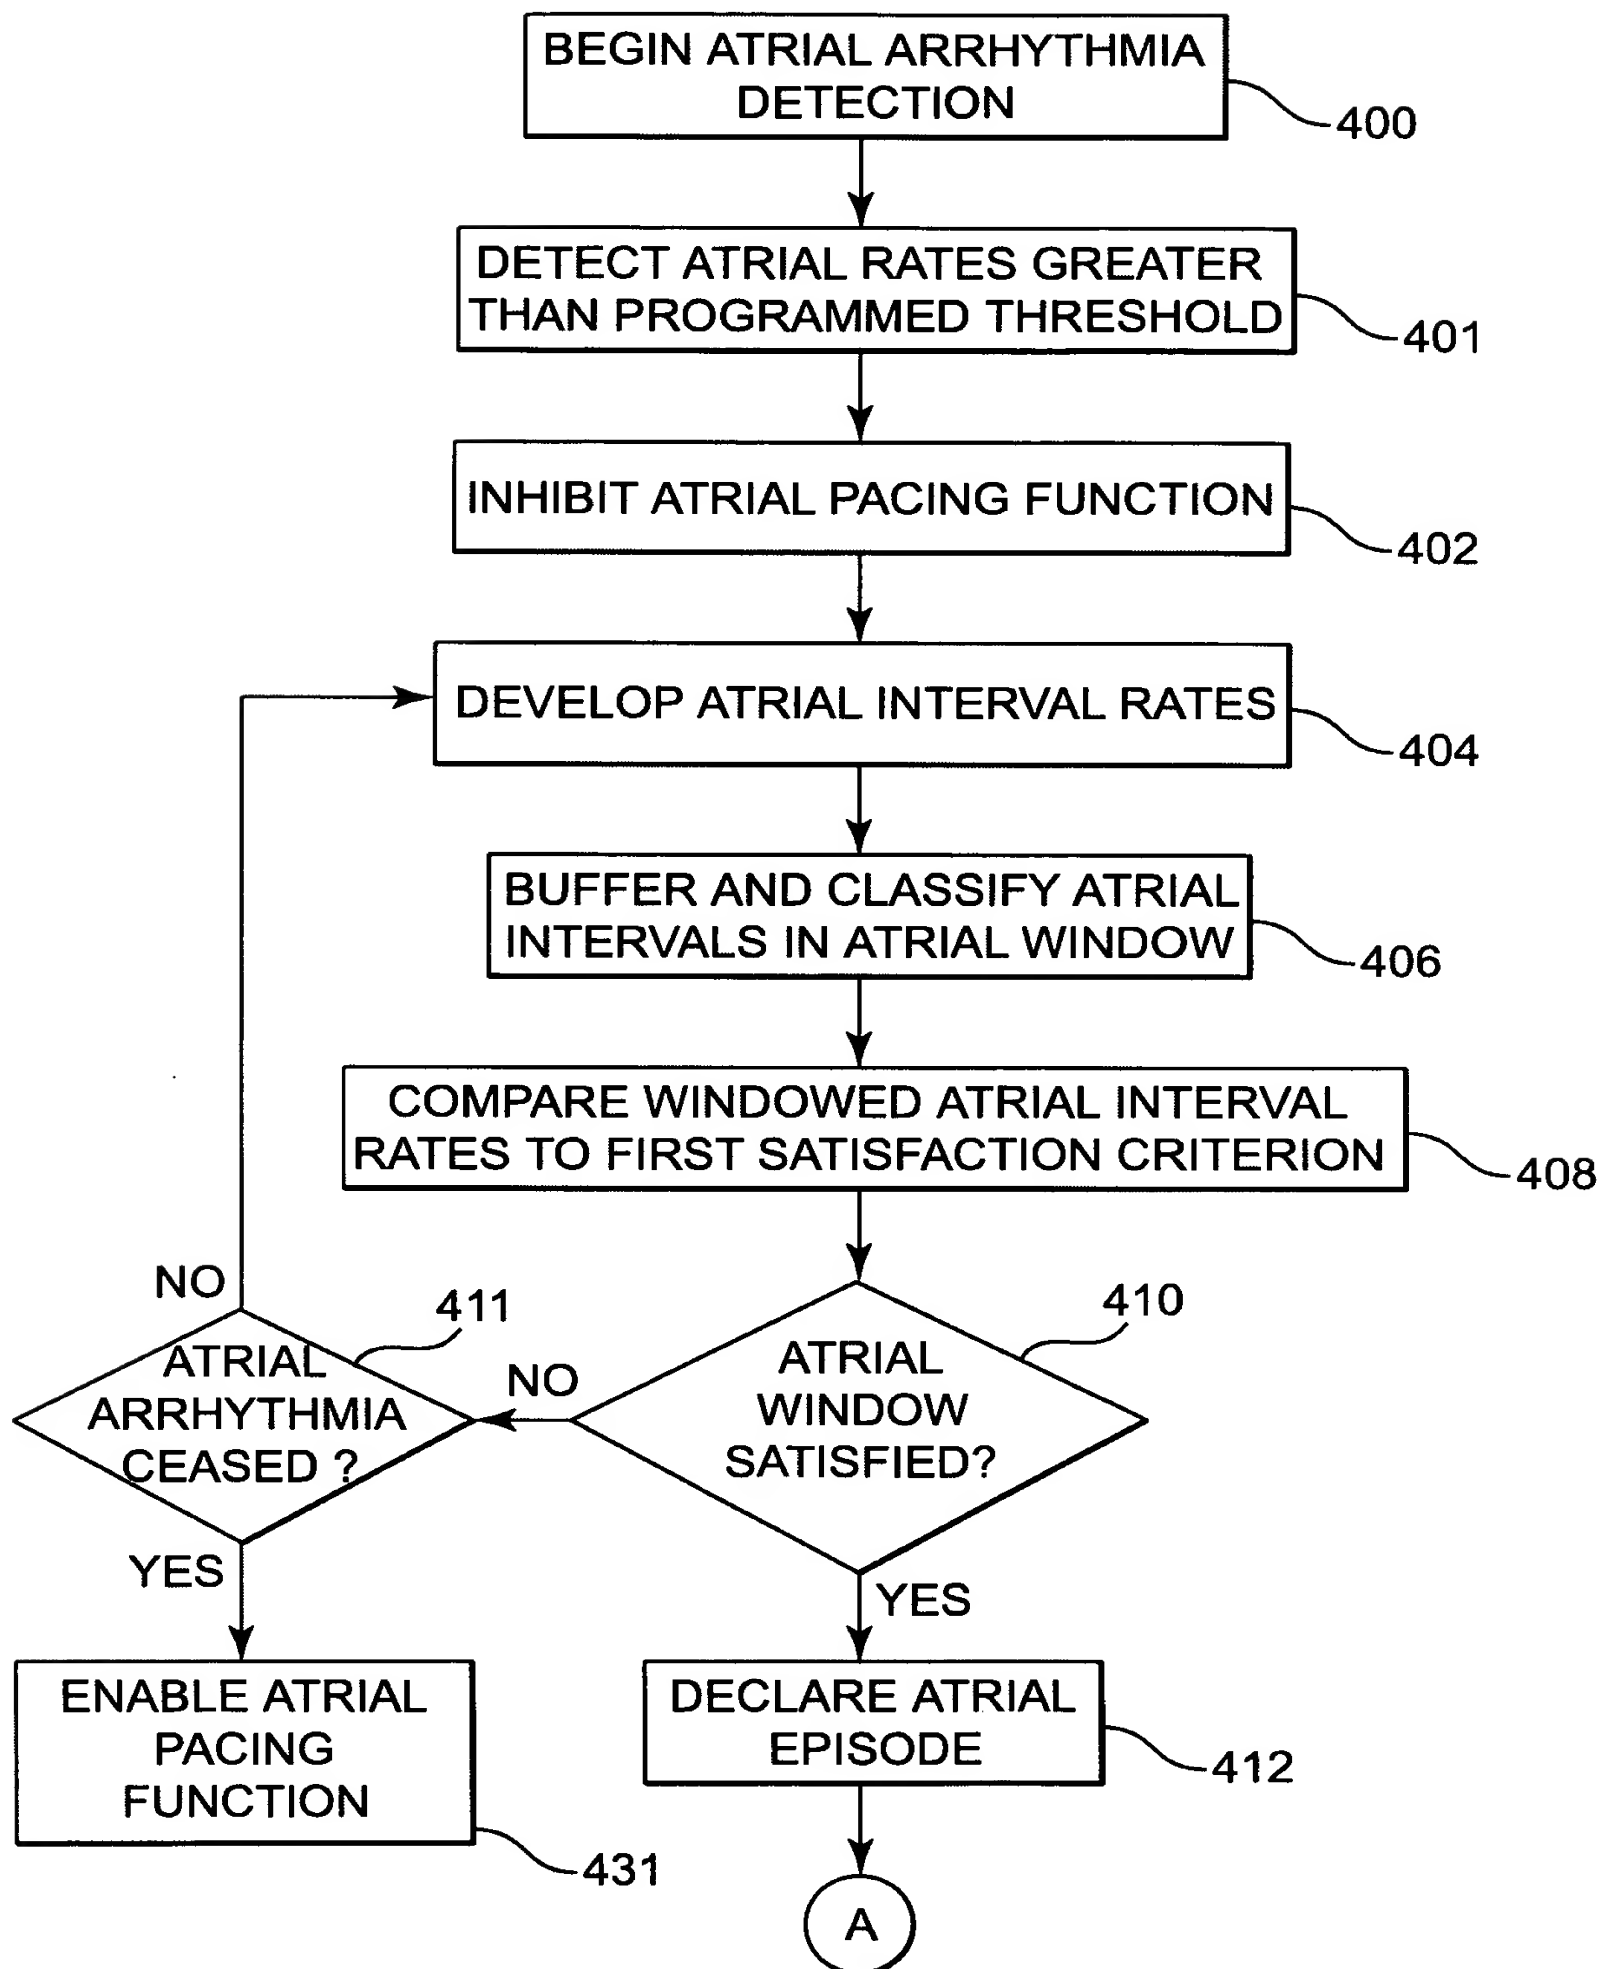 BEGIN ATRIAL ARRHYTHMIA
DETECTION
400
DETECT ATRIAL RATES GREATER
THAN PROGRAMMED THRESHOLD
401
INHIBIT ATRIAL PACING FUNCTION
402
DEVELOP ATRIAL INTERVAL RATES
404
BUFFER AND CLASSIFY ATRIAL
INTERVALS IN ATRIAL WINDOW
406
COMPARE WINDOWED ATRIAL INTERVAL
RATES TO FIRST SATISFACTION CRITERION
408
410
ATRIAL
WINDOW
SATISFIED?
NO
YES
411
ATRIAL
ARRHYTHMIA
CEASED ?
NO
YES
ENABLE ATRIAL
PACING
FUNCTION
431
DECLARE ATRIAL
EPISODE
412
A